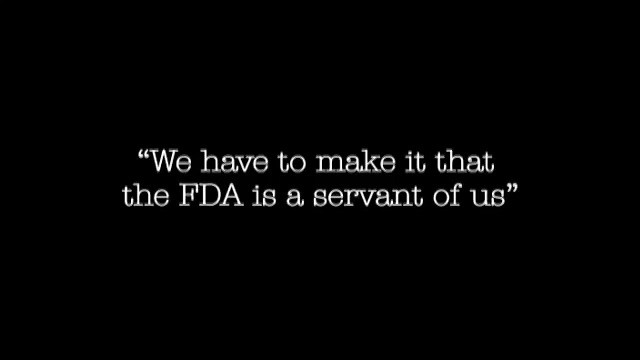 “We have to make it that
the FDA is a servant of us”